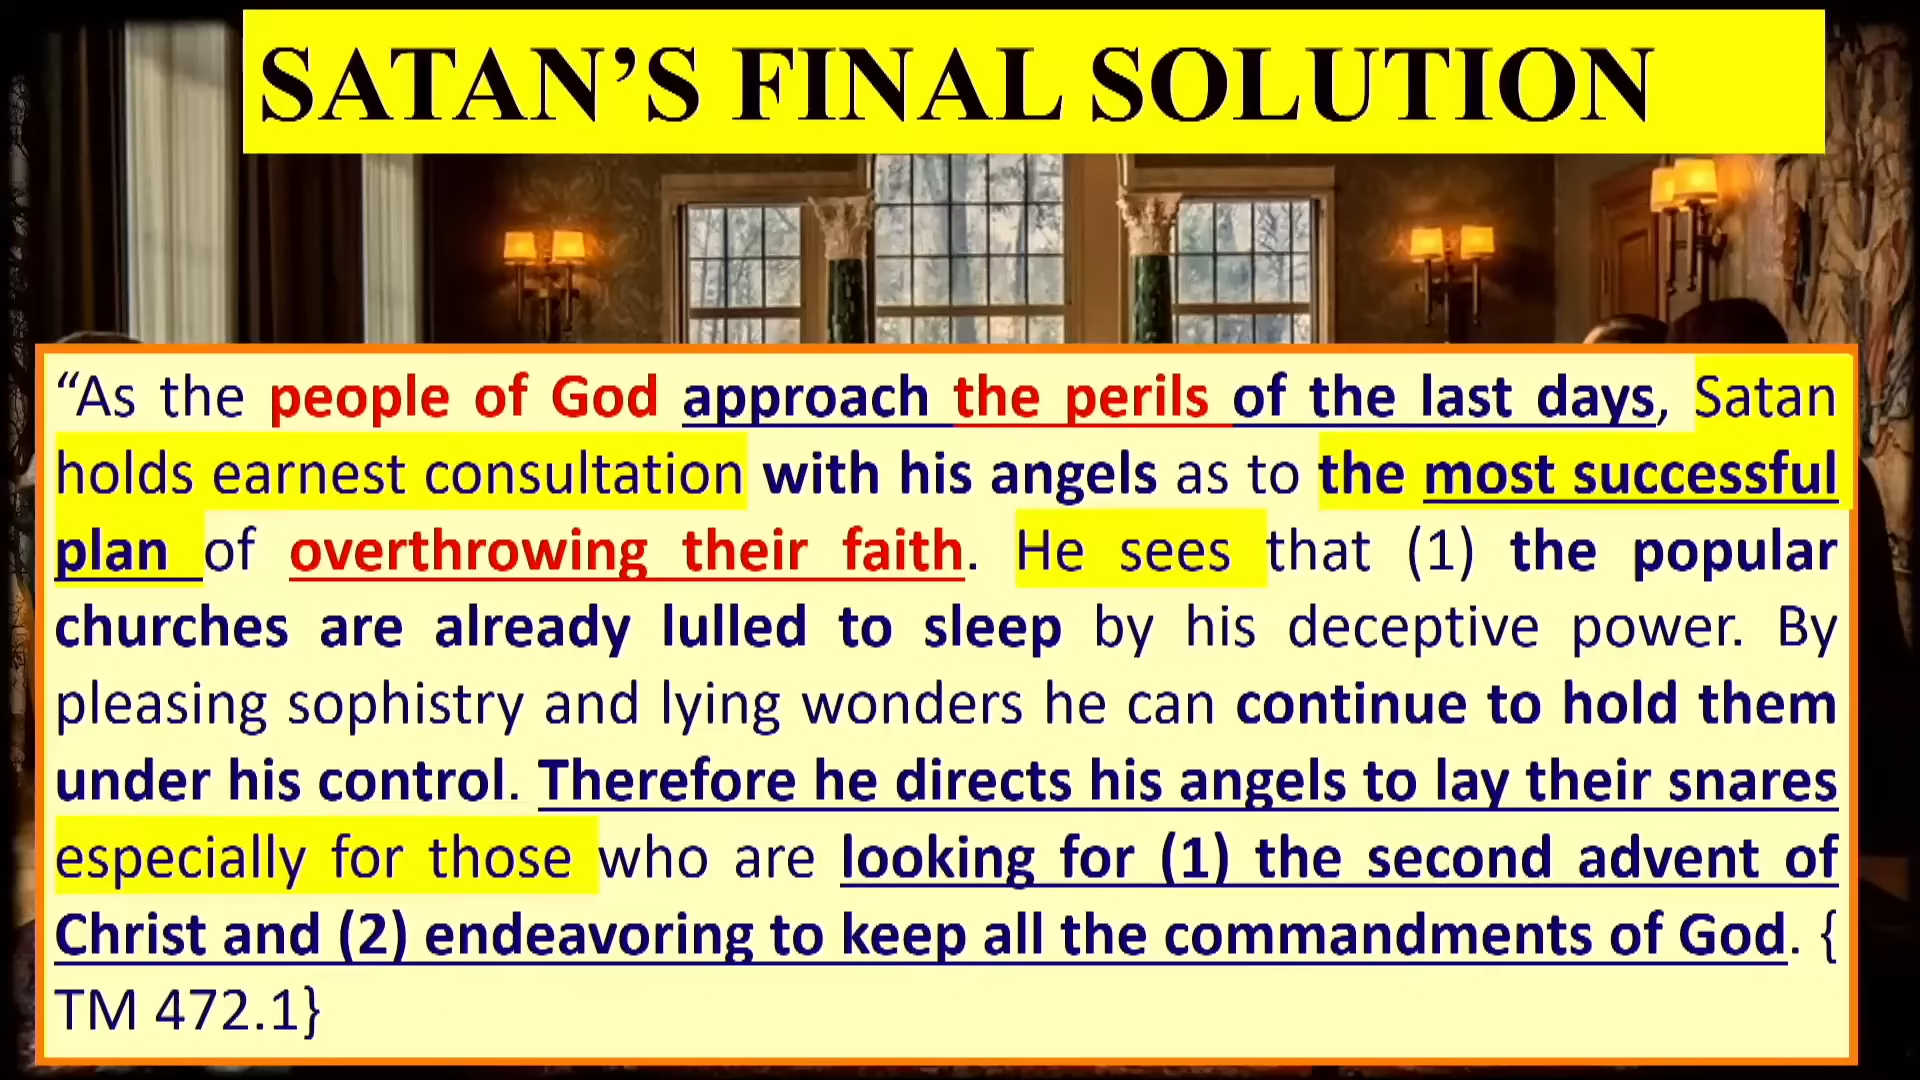 SATAN’S FINAL SOLUTION
“As the people of God approach the perils of the last days, Satan
holds earnest consultation with his angels as to the most successful
plan of overthrowing their faith. He sees that (1) the popular
churches are already lulled to sleep by his deceptive power. By
pleasing sophistry and lying wonders he can continue to hold them
under his control. Therefore he directs his angels to lay their snares
especially for those who are looking for (1) the second advent of
Christ and (2) endeavoring to keep all the commandments of God. {
TM 472.1}